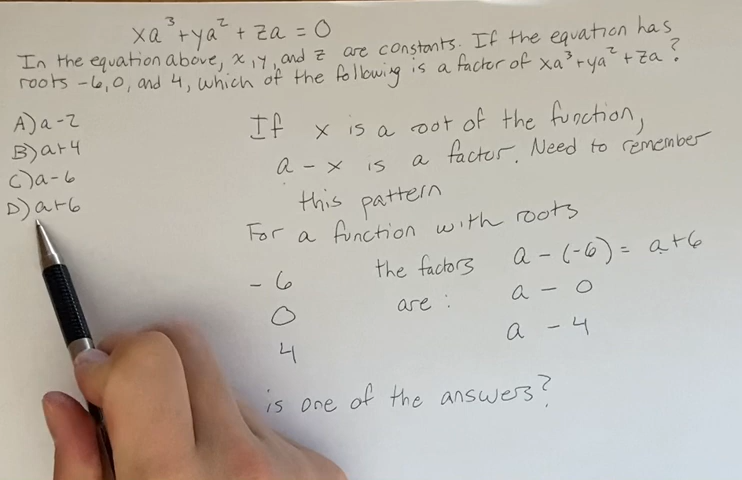 xa³+ya²+za=0
In the equation above, x, y, and z are constants. If the equation has
roots -6, 0, and 4, which of the following is a factor of xa³+ya²+za?
A) a-2
B) a+4
C) a-6
D) a+6
If x is a root of the function,
a-x is a factor. Need to remember
this pattern
For a function with roots
-6
0
4
the factors
are:
a-(-6)=a+6
a-0
a-4
is one of the answers?